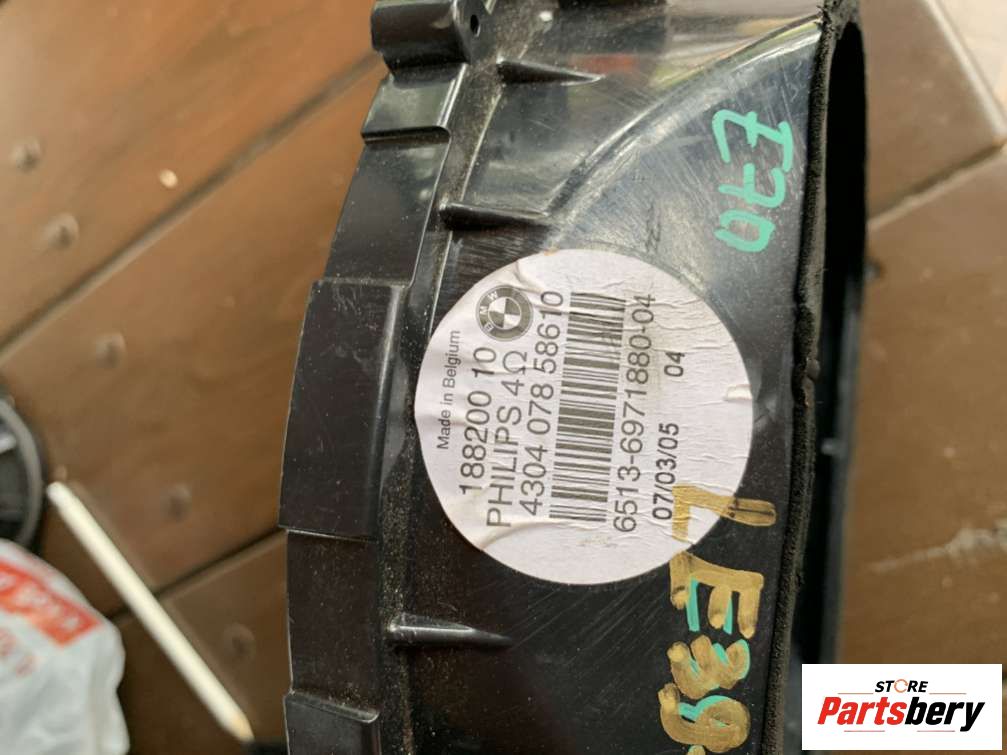 E70
BMW
Made in Belgium
188200 10
PHILIPS 4Ω
4304 078 58610
6513-6971880-04
07/03/05 04
STORE
Partsbery